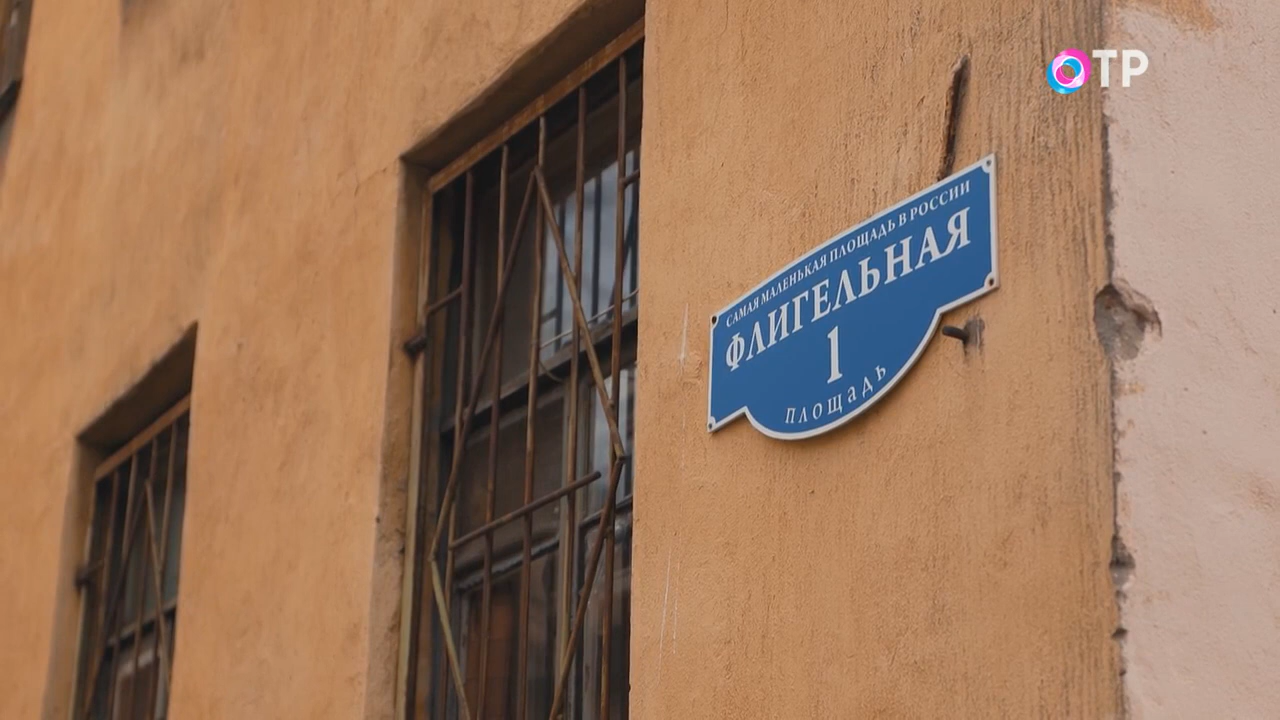 ОТР
САМАЯ МАЛЕНЬКАЯ ПЛОЩАДЬ В РОССИИ
ФЛИГЕЛЬНАЯ
1
площадь